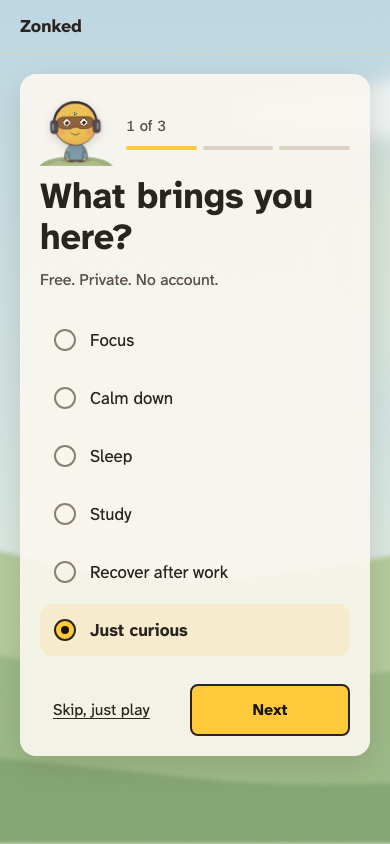 Zonked
1 of 3
What brings you
here?
Free. Private. No account.
Focus
Calm down
Sleep
Study
Recover after work
Just curious
Skip, just play
Next